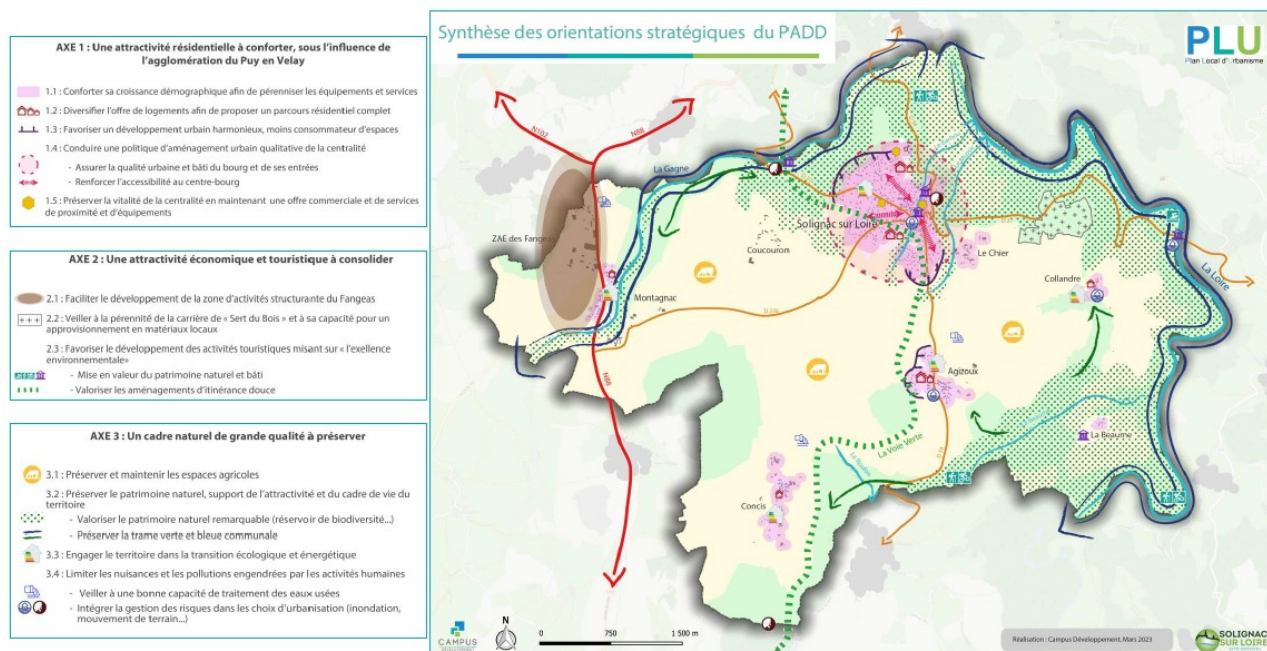 AXE 1 : Une attractivité résidentielle à conforter, sous l'influence de
l'agglomération du Puy en Velay
1.1 : Conforter sa croissance démographique afin de pérenniser les équipements et services
1.2 : Diversifier l'offre de logements afin de proposer un parcours résidentiel complet
1.3 : Favoriser un développement urbain harmonieux, moins consommateur d'espaces
1.4 : Conduire une politique d'aménagement urbain qualitative de la centralité
- Assurer la qualité urbaine et bâti du bourg et de ses entrées
- Renforcer l'accessibilité au centre-bourg
1.5 : Préserver la vitalité de la centralité en maintenant une offre commerciale et de services
de proximité et d'équipements
AXE 2 : Une attractivité économique et touristique à consolider
2.1 : Faciliter le développement de la zone d'activités structurante du Fangeas
2.2 : Veiller à la pérennité de la carrière de « Sert du Bois » et à sa capacité pour un
approvisionnement en matériaux locaux
2.3 : Favoriser le développement des activités touristiques misant sur « l'exellence
environnementale»
- Mise en valeur du patrimoine naturel et bâti
- Valoriser les aménagements d'itinérance douce
AXE 3 : Un cadre naturel de grande qualité à préserver
3.1 : Préserver et maintenir les espaces agricoles
3.2 : Préserver le patrimoine naturel, support de l'attractivité et du cadre de vie du
territoire
- Valoriser le patrimoine naturel remarquable (réservoir de biodiversité...)
- Préserver la trame verte et bleue communale
3.3 : Engager le territoire dans la transition écologique et énergétique
3.4 : Limiter les nuisances et les pollutions engendrées par les activités humaines
- Veiller à une bonne capacité de traitement des eaux usées
- Intégrer la gestion des risques dans les choix d'urbanisation (inondation,
mouvement de terrain...)
Synthèse des orientations stratégiques du PADD
PLU
Plan Local d'Urbanisme
N102
N88
La Gagne
ZAE des Fangeas
Solignac sur Loire
Coucouron
Le Chier
Collandre
La Loire
Montagnac
N88
Agizoux
La Beaume
La Voie Verte
Concis
CAMPUS
DÉVELOPPEMENT
N
0 750 1 500 m
Réalisation : Campus Développement, Mars 2023
SOLIGNAC
SUR LOIRE